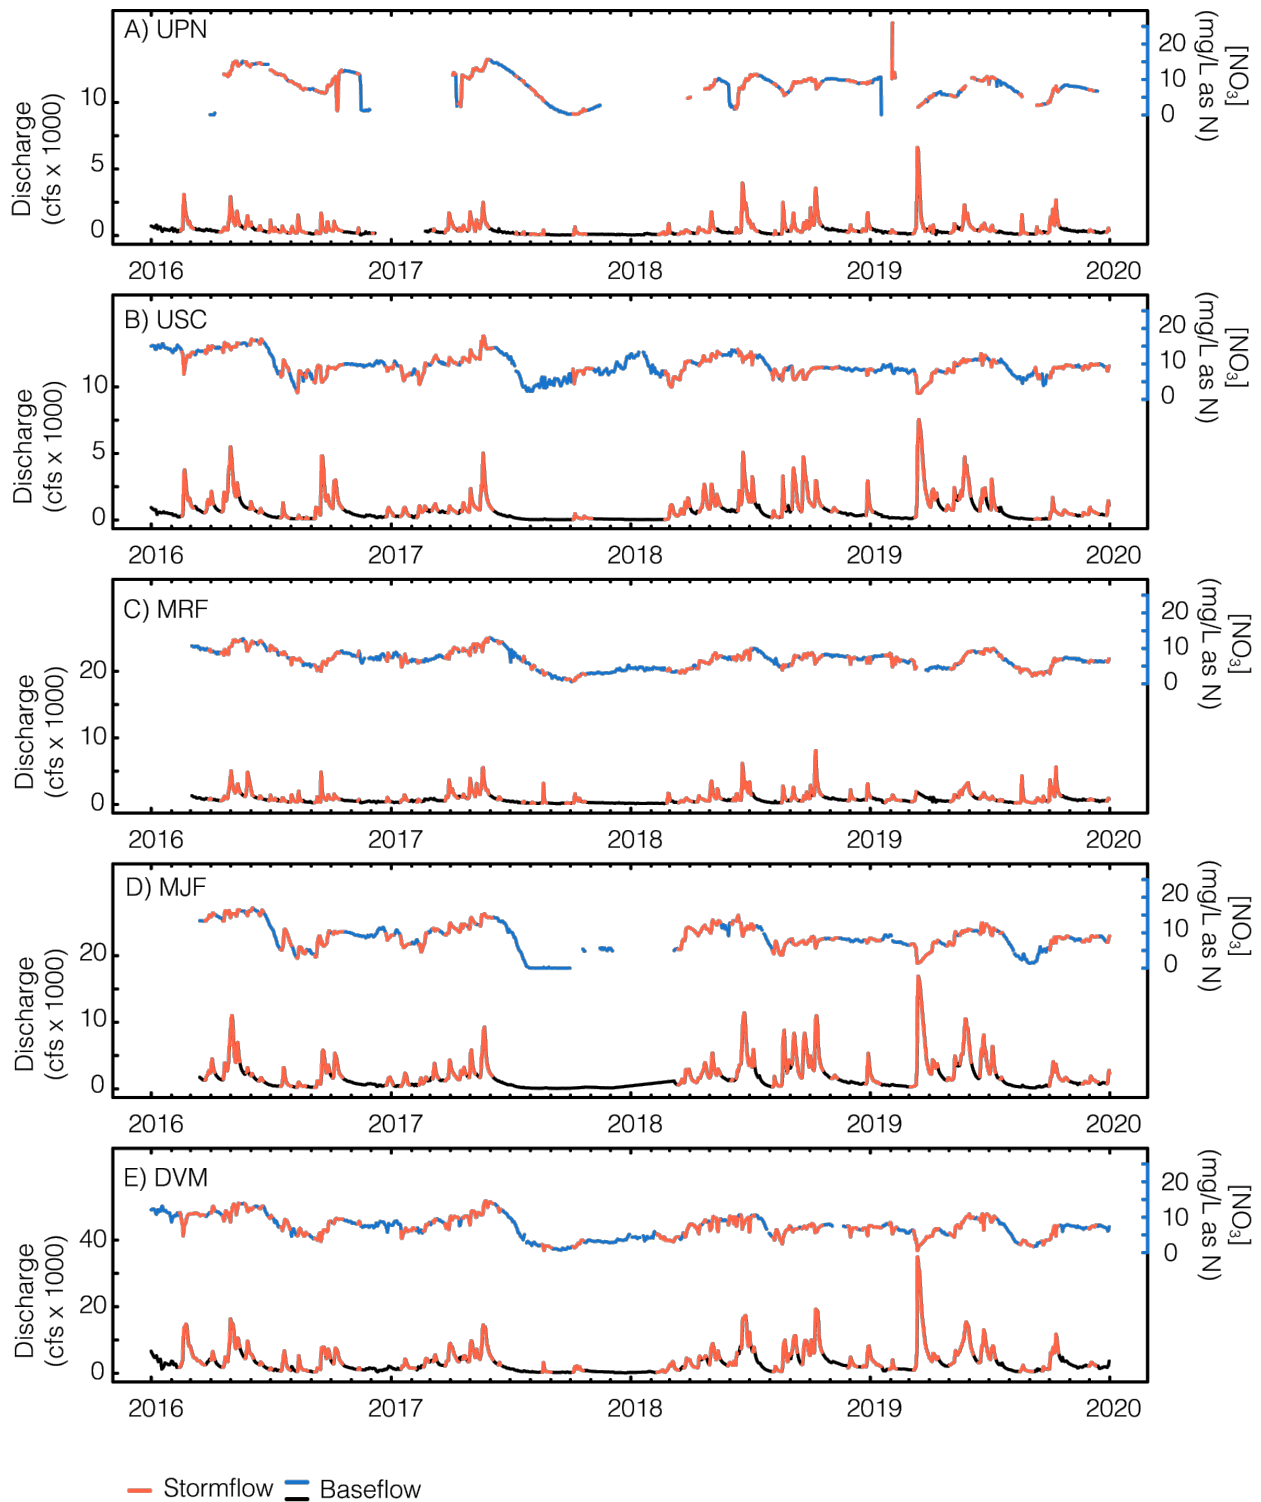 A) UPN
20
10
0
[NO3]
(mg/L as N)
10
5
0
Discharge
(cfs x 1000)
2016 2017 2018 2019 2020
B) USC
20
10
0
[NO3]
(mg/L as N)
10
5
0
Discharge
(cfs x 1000)
2016 2017 2018 2019 2020
C) MRF
20
10
0
[NO3]
(mg/L as N)
20
10
0
Discharge
(cfs x 1000)
2016 2017 2018 2019 2020
D) MJF
20
10
0
[NO3]
(mg/L as N)
20
10
0
Discharge
(cfs x 1000)
2016 2017 2018 2019 2020
E) DVM
20
10
0
[NO3]
(mg/L as N)
40
20
0
Discharge
(cfs x 1000)
2016 2017 2018 2019 2020
Stormflow Baseflow